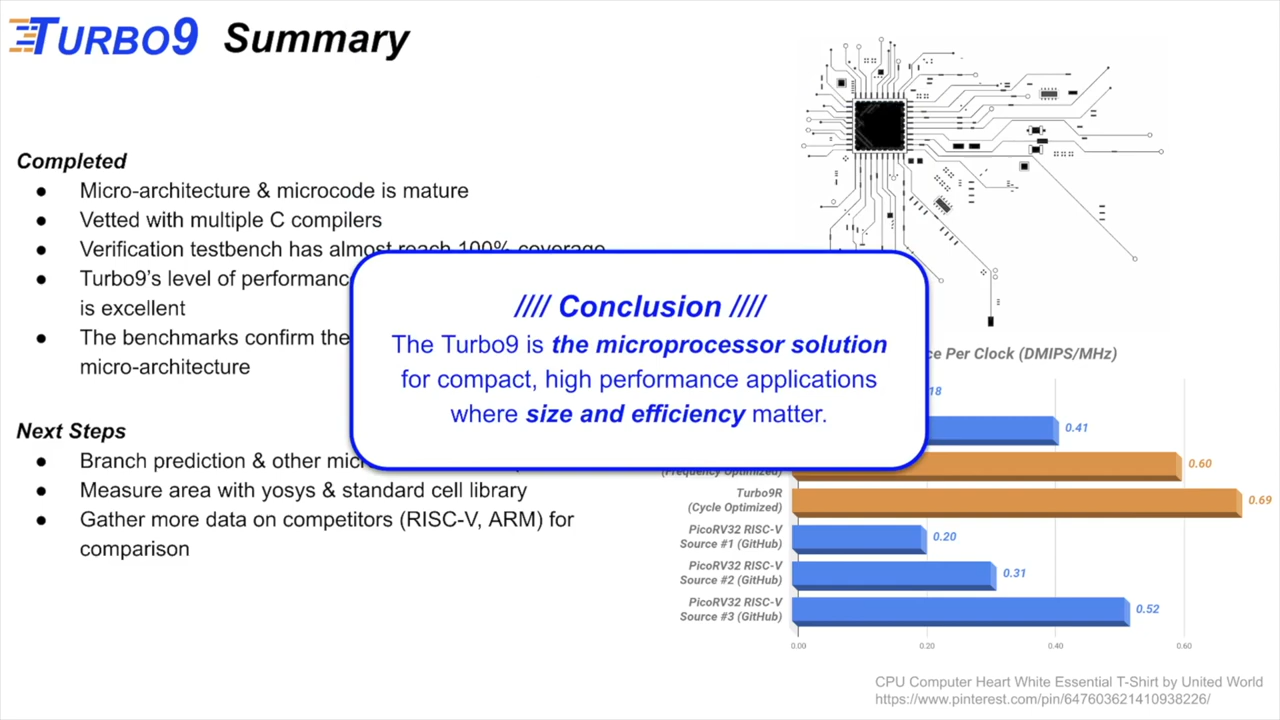 TURBO9 Summary
Completed
● Micro-architecture & microcode is mature
● Vetted with multiple C compilers
● Verification testbench has almost reach 100% coverage
● Turbo9's level of performanc
is excellent
● The benchmarks confirm the
micro-architecture
Next Steps
● Branch prediction & other mic
● Measure area with yosys & standard cell library
● Gather more data on competitors (RISC-V, ARM) for
comparison
//// Conclusion ////
The Turbo9 is the microprocessor solution
for compact, high performance applications
where size and efficiency matter.
ce Per Clock (DMIPS/MHz)
18
0.41
(Frequency Optimized)
0.60
Turbo9R
(Cycle Optimized)
0.69
PicoRV32 RISC-V
Source #1 (GitHub)
0.20
PicoRV32 RISC-V
Source #2 (GitHub)
0.31
PicoRV32 RISC-V
Source #3 (GitHub)
0.52
0.00 0.20 0.40 0.60
CPU Computer Heart White Essential T-Shirt by United World
https://www.pinterest.com/pin/647603621410938226/